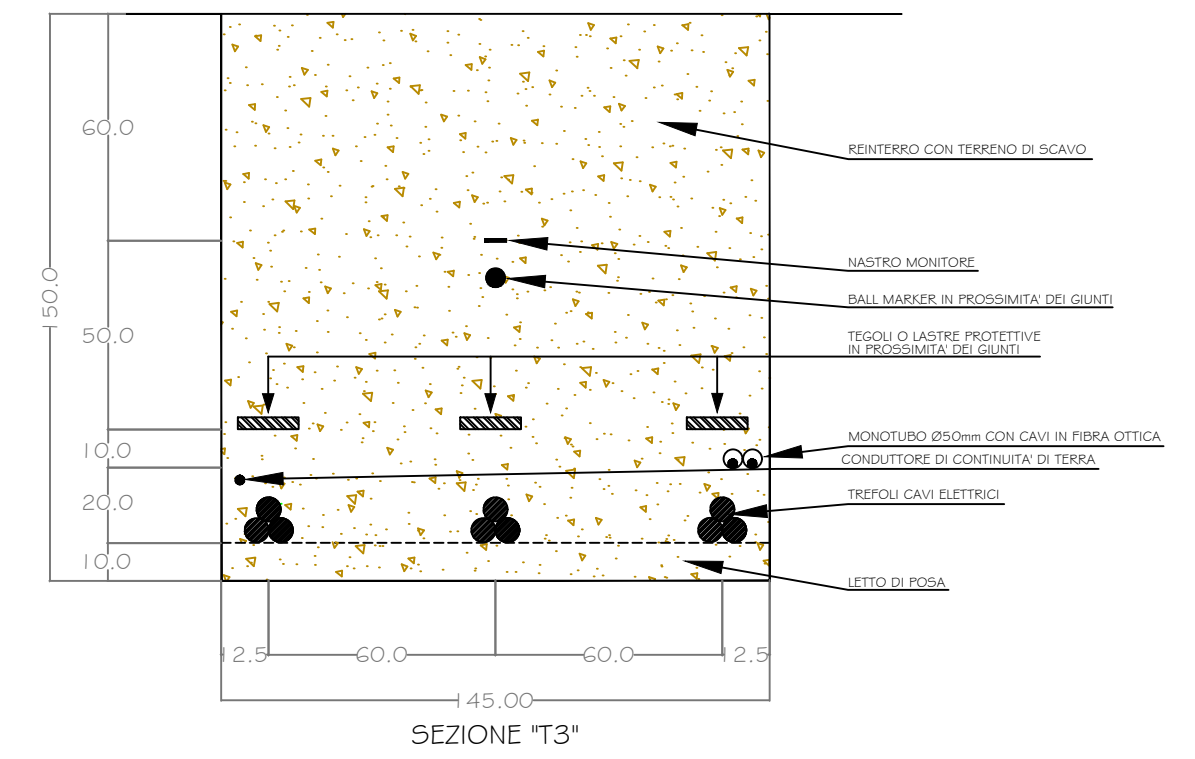 60.0
REINTERRO CON TERRENO DI SCAVO
NASTRO MONITORE
150.0
BALL MARKER IN PROSSIMITA' DEI GIUNTI
50.0
TEGOLI O LASTRE PROTETTIVE
IN PROSSIMITA' DEI GIUNTI
MONOTUBO Ø50mm CON CAVI IN FIBRA OTTICA
10.0
CONDUTTORE DI CONTINUITA' DI TERRA
TREFOLI CAVI ELETTRICI
20.0
10.0
LETTO DI POSA
12.5 60.0 60.0 12.5
145.00
SEZIONE "T3"